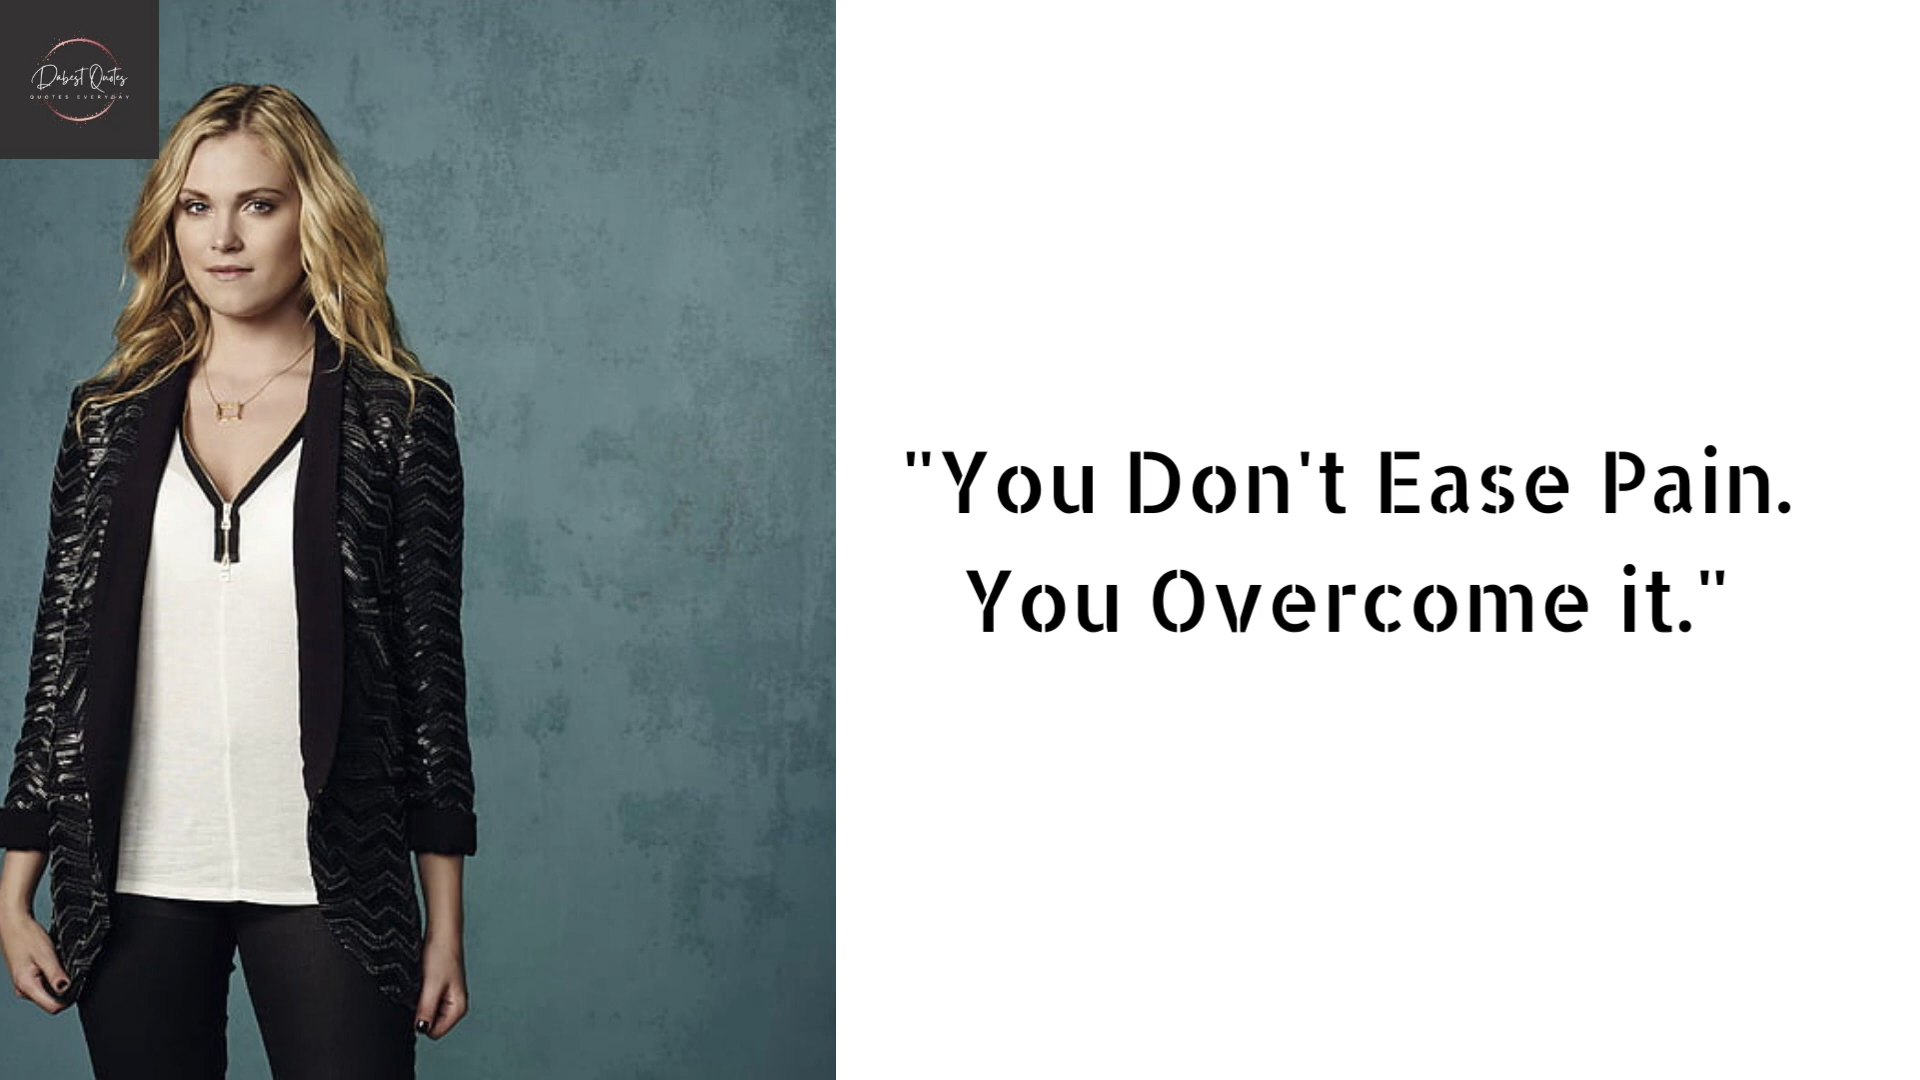 Dabest Quotes
QUOTES EVERYDAY
"You Don't Ease Pain.
You Overcome it."